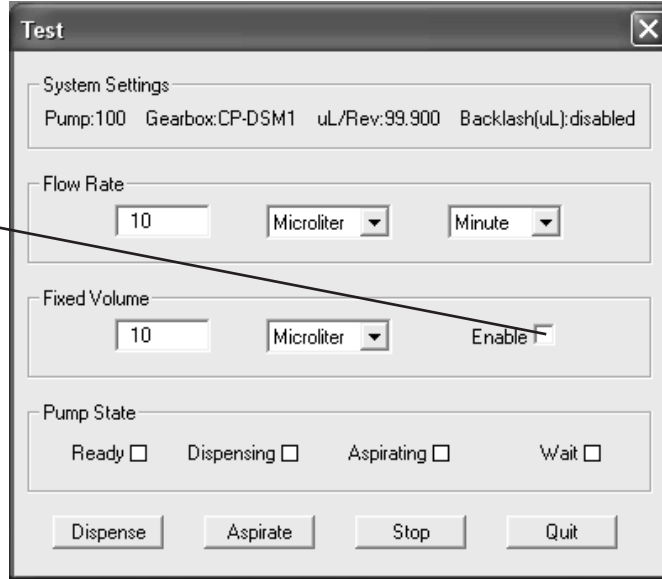 Test
System Settings
Pump:100 Gearbox:CP-DSM1 uL/Rev:99.900 Backlash(uL):disabled
Flow Rate
10 Microliter Minute
Fixed Volume
10 Microliter Enable
Pump State
Ready Dispensing Aspirating Wait
Dispense Aspirate Stop Quit